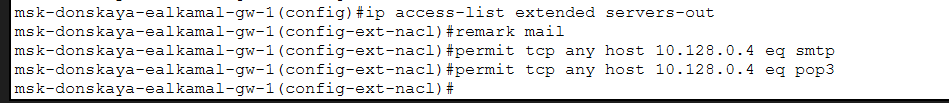 msk-donskaya-ealkamal-gw-1(config)#ip access-list extended servers-out
msk-donskaya-ealkamal-gw-1(config-ext-nacl)#remark mail
msk-donskaya-ealkamal-gw-1(config-ext-nacl)#permit tcp any host 10.128.0.4 eq smtp
msk-donskaya-ealkamal-gw-1(config-ext-nacl)#permit tcp any host 10.128.0.4 eq pop3
msk-donskaya-ealkamal-gw-1(config-ext-nacl)#